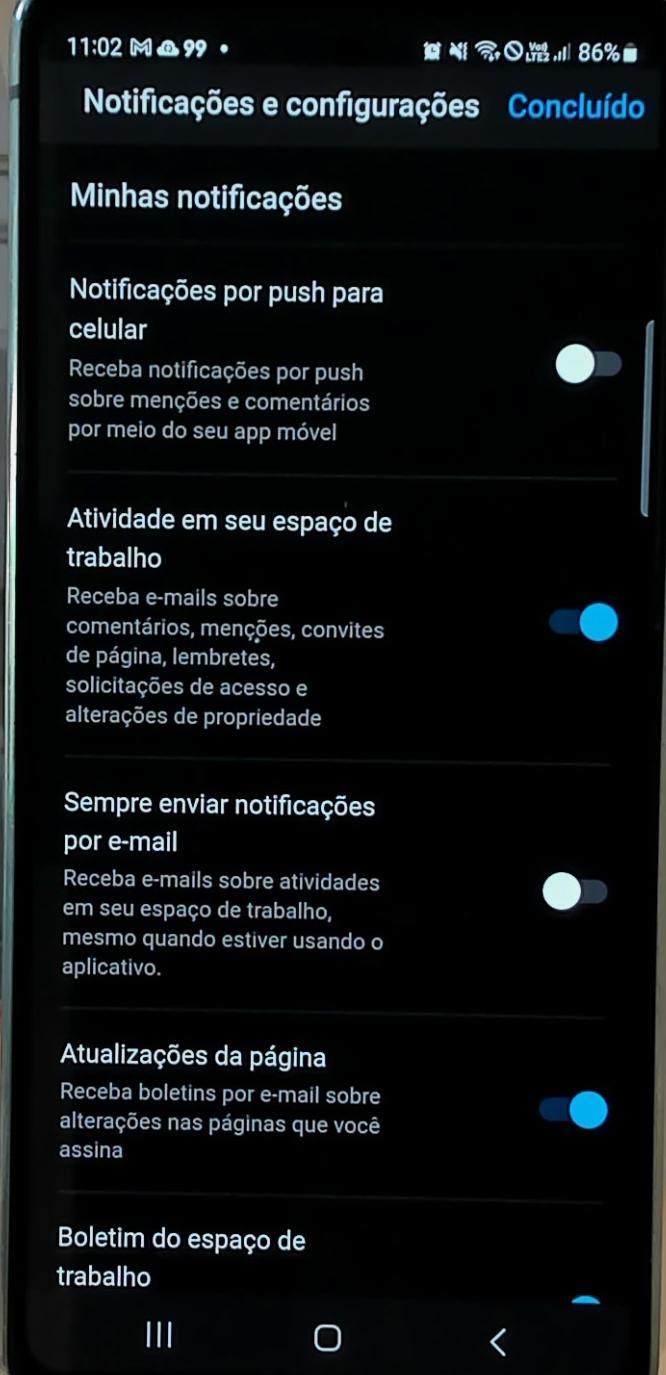 11:02 99
Vo)) LTE2 86%
Notificações e configurações Concluído
Minhas notificações
Notificações por push para
celular
Receba notificações por push
sobre menções e comentários
por meio do seu app móvel
Atividade em seu espaço de
trabalho
Receba e-mails sobre
comentários, menções, convites
de página, lembretes,
solicitações de acesso e
alterações de propriedade
Sempre enviar notificações
por e-mail
Receba e-mails sobre atividades
em seu espaço de trabalho,
mesmo quando estiver usando o
aplicativo.
Atualizações da página
Receba boletins por e-mail sobre
alterações nas páginas que você
assina
Boletim do espaço de
trabalho